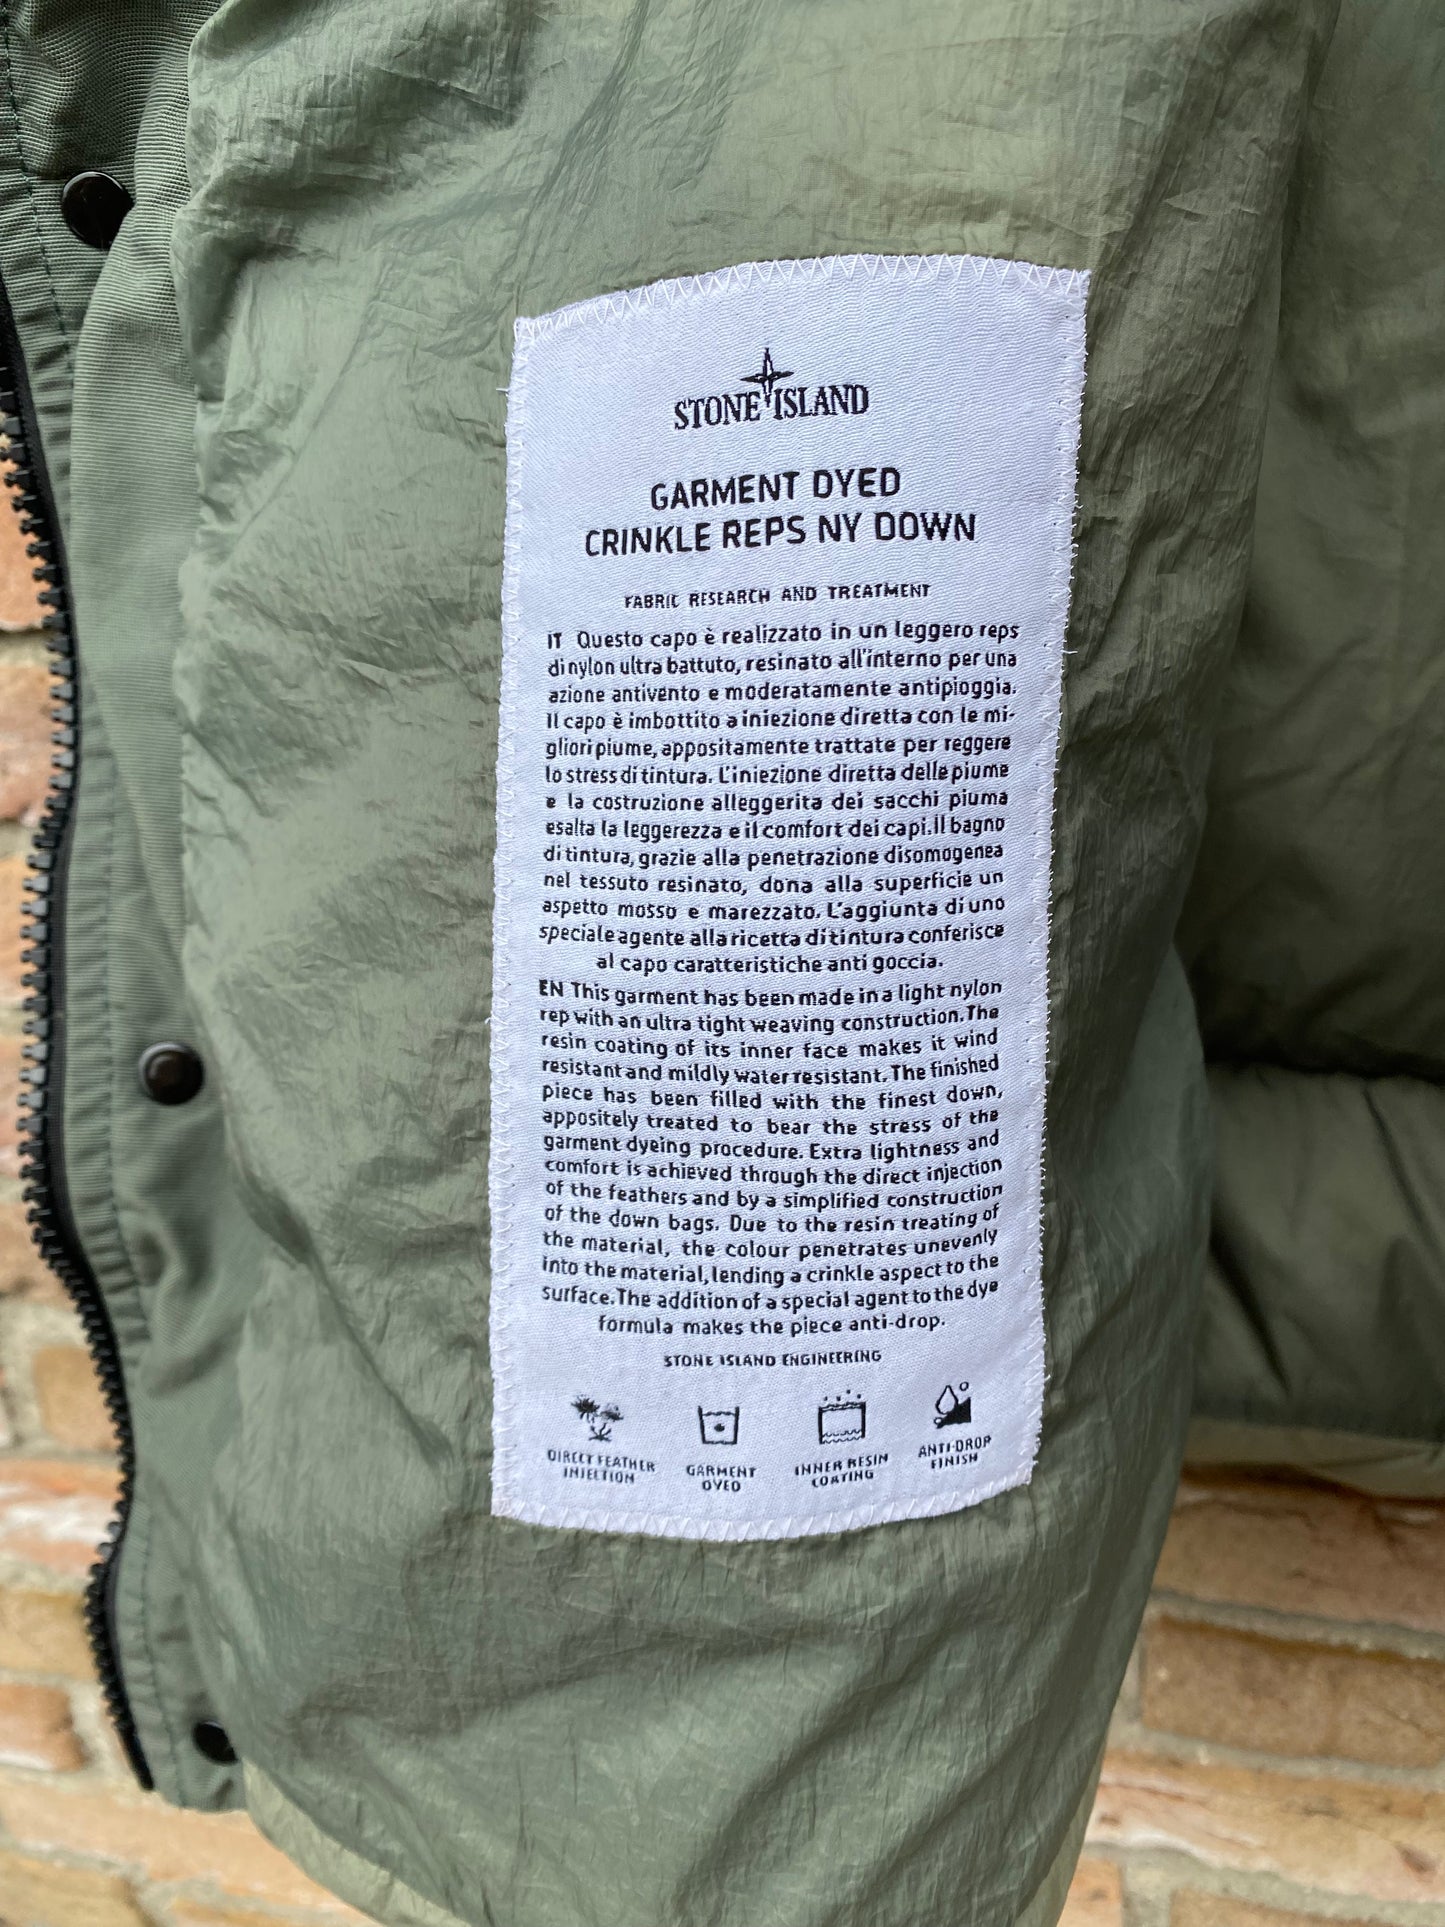 STONE ISLAND
GARMENT DYED
CRINKLE REPS NY DOWN
FABRIC RESEARCH AND TREATMENT
IT Questo capo è realizzato in un leggero reps
di nylon ultra battuto, resinato all'interno per una
azione antivento e moderatamente antipioggia.
Il capo è imbottito a iniezione diretta con le mi-
gliori piume, appositamente trattate per reggere
lo stress di tintura. L'iniezione diretta delle piume
e la costruzione alleggerita dei sacchi piuma
esalta la leggerezza e il comfort dei capi. Il bagno
di tintura, grazie alla penetrazione disomogenea
nel tessuto resinato, dona alla superficie un
aspetto mosso e marezzato. L'aggiunta di uno
speciale agente alla ricetta di tintura conferisce
al capo caratteristiche anti goccia.
EN This garment has been made in a light nylon
rep with an ultra tight weaving construction. The
resin coating of its inner face makes it wind
resistant and mildly water resistant. The finished
piece has been filled with the finest down,
appositely treated to bear the stress of the
garment dyeing procedure. Extra lightness and
comfort is achieved through the direct injection
of the feathers and by a simplified construction
of the down bags. Due to the resin treating of
the material, the colour penetrates unevenly
into the material, lending a crinkle aspect to the
surface. The addition of a special agent to the dye
formula makes the piece anti-drop.
STONE ISLAND ENGINEERING
DIRECT FEATHER
INJECTION
GARMENT
DYED
INNER RESIN
COATING
ANTI-DROP
FINISH